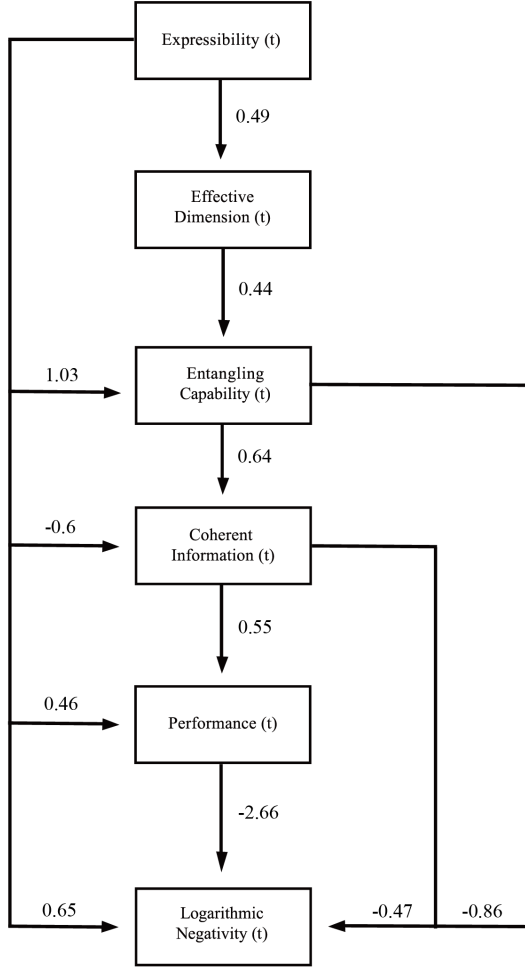 Expressibility (t)
0.49
Effective
Dimension (t)
0.44
1.03
Entangling
Capability (t)
0.64
-0.6
Coherent
Information (t)
0.55
0.46
Performance (t)
-2.66
0.65
Logarithmic
Negativity (t)
-0.47
-0.86